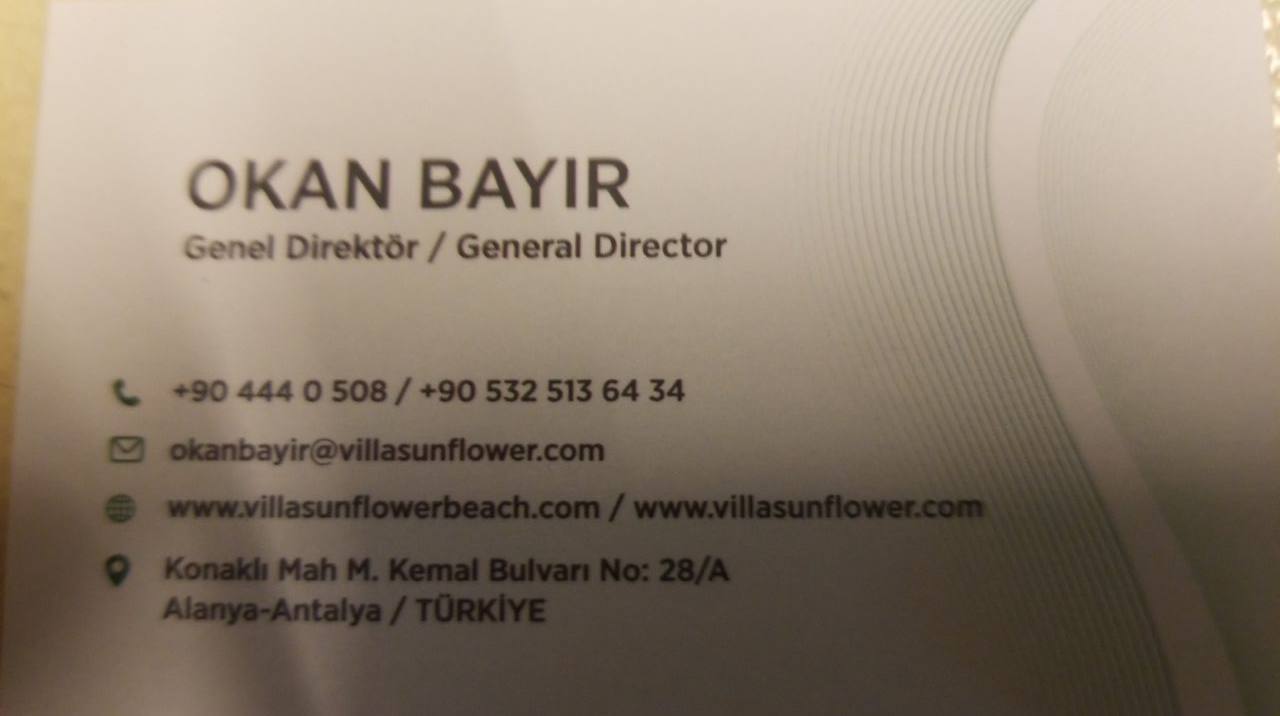 OKAN BAYIR
Genel Direktör / General Director
+90 444 0 508 / +90 532 513 64 34
okanbayir@villasunflower.com
www.villasunflowerbeach.com / www.villasunflower.com
Konaklı Mah M. Kemal Bulvarı No: 28/A
Alanya-Antalya / TÜRKİYE